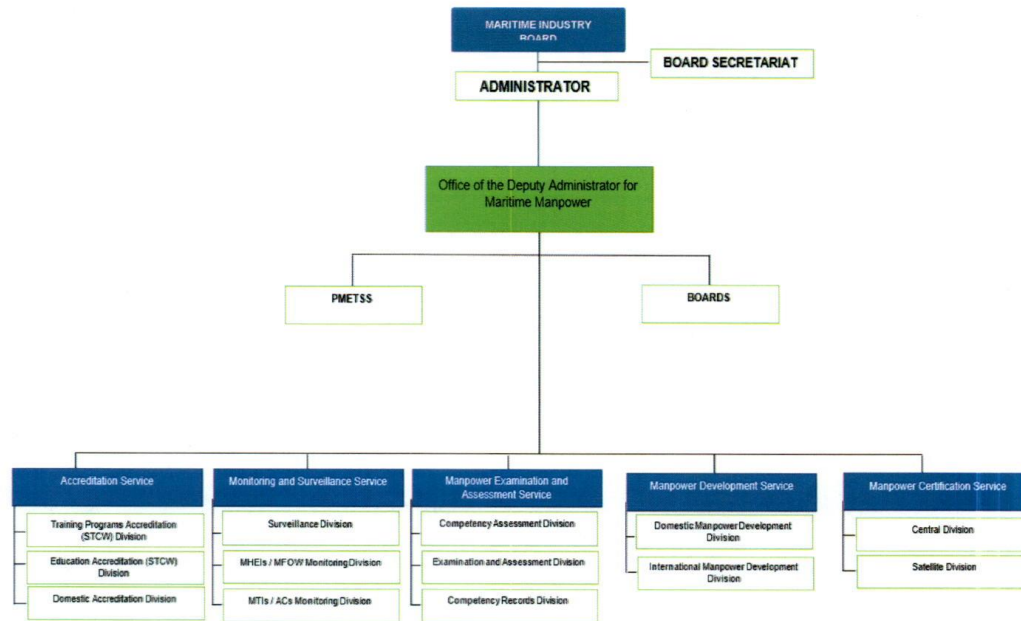 MARITIME INDUSTRY
BOARD
BOARD SECRETARIAT
ADMINISTRATOR
Office of the Deputy Administrator for
Maritime Manpower
PMETSS
BOARDS
Accreditation Service
Training Programs Accreditation
(STCW) Division
Education Accreditation (STCW)
Division
Domestic Accreditation Division
Monitoring and Surveillance Service
Surveillance Division
MHEIs / MFOW Monitoring Division
MTIs / ACs Monitoring Division
Manpower Examination and
Assessment Service
Competency Assessment Division
Examination and Assessment Division
Competency Records Division
Manpower Development Service
Domestic Manpower Development
Division
International Manpower Development
Division
Manpower Certification Service
Central Division
Satellite Division